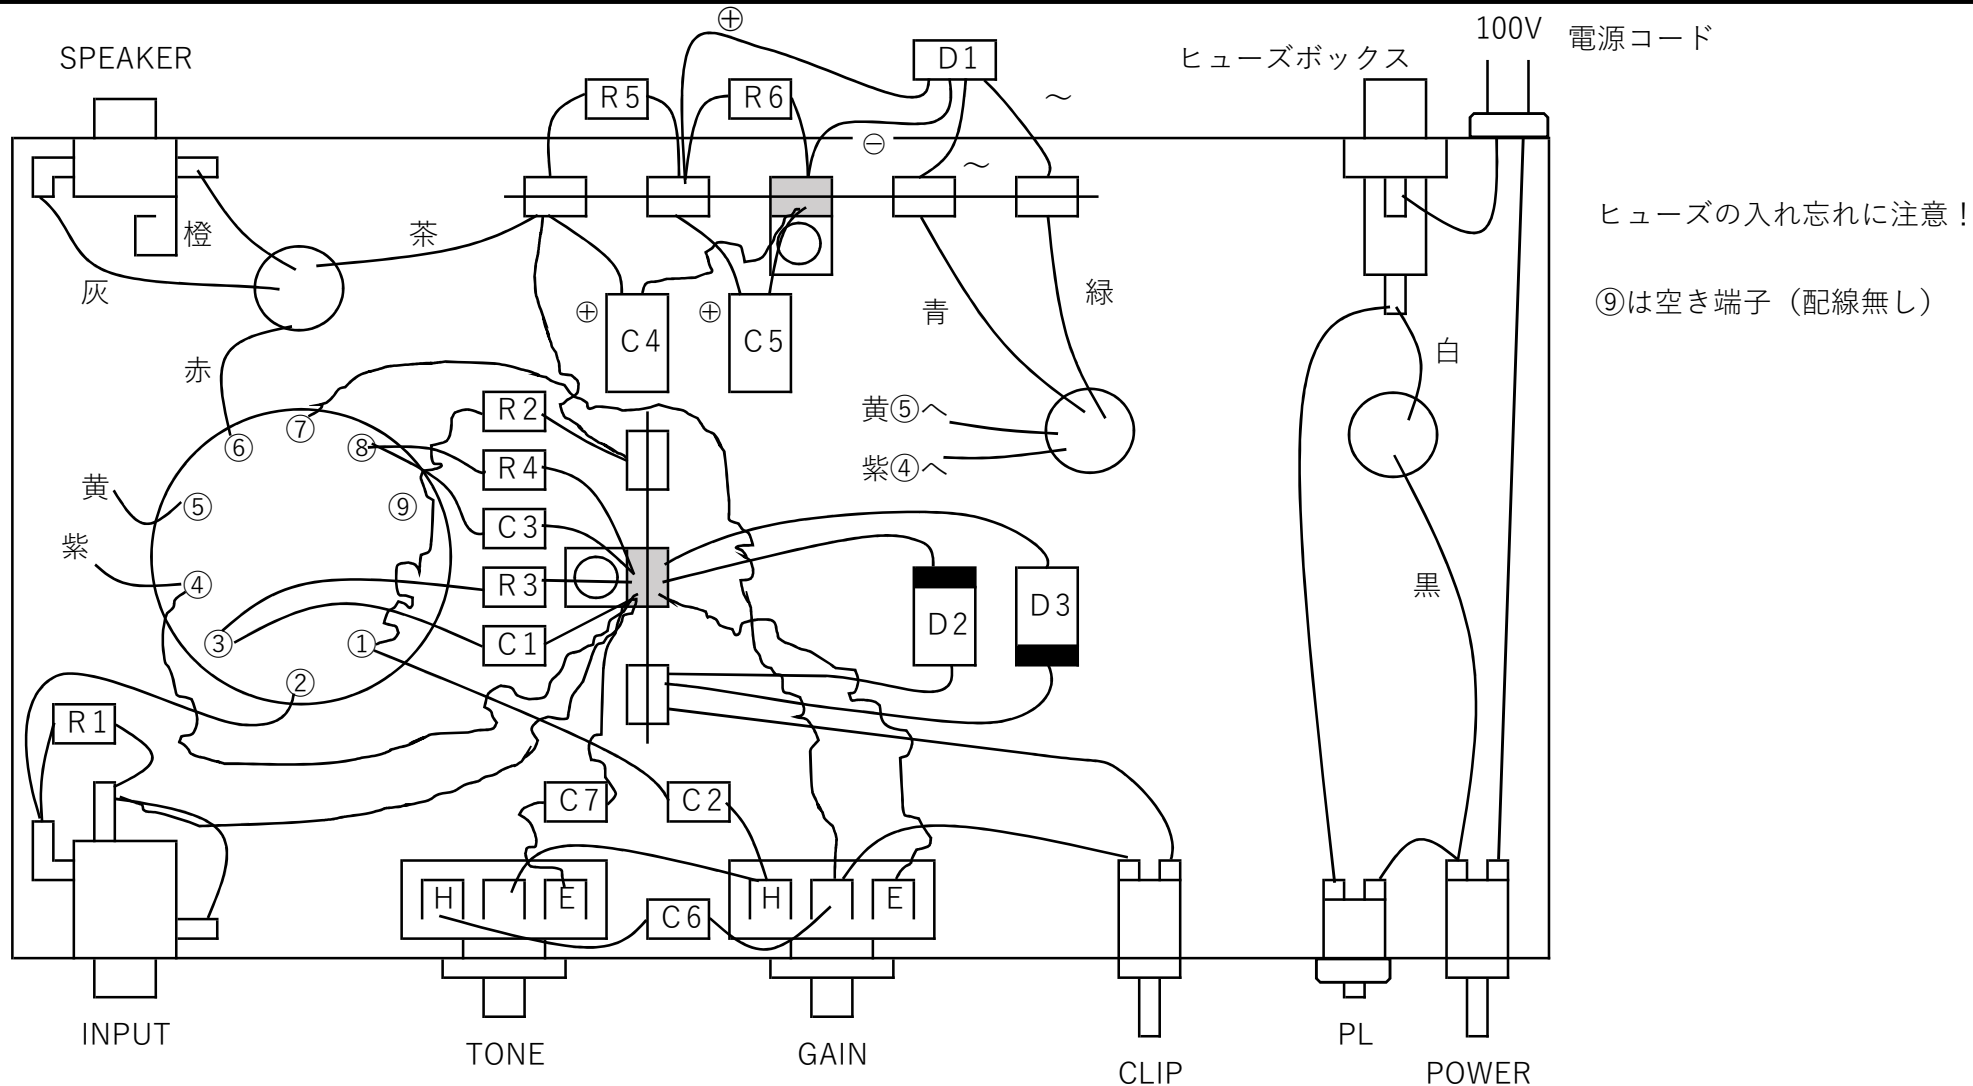 SPEAKER
⊕
D1
ヒューズボックス
100V
電源コード
R5
R6
～
⊖
～
橙
茶
灰
ヒューズの入れ忘れに注意！
⊕
C4
⊕
C5
青
緑
⑨は空き端子（配線無し）
赤
白
黄⑤へ
紫④へ
R2
⑦
⑥
⑧
R4
黄
⑤
⑨
C3
紫
④
R3
黒
D2
D3
③
①
C1
②
R1
C7
C2
H
E
C6
H
E
INPUT
TONE
GAIN
CLIP
PL
POWER